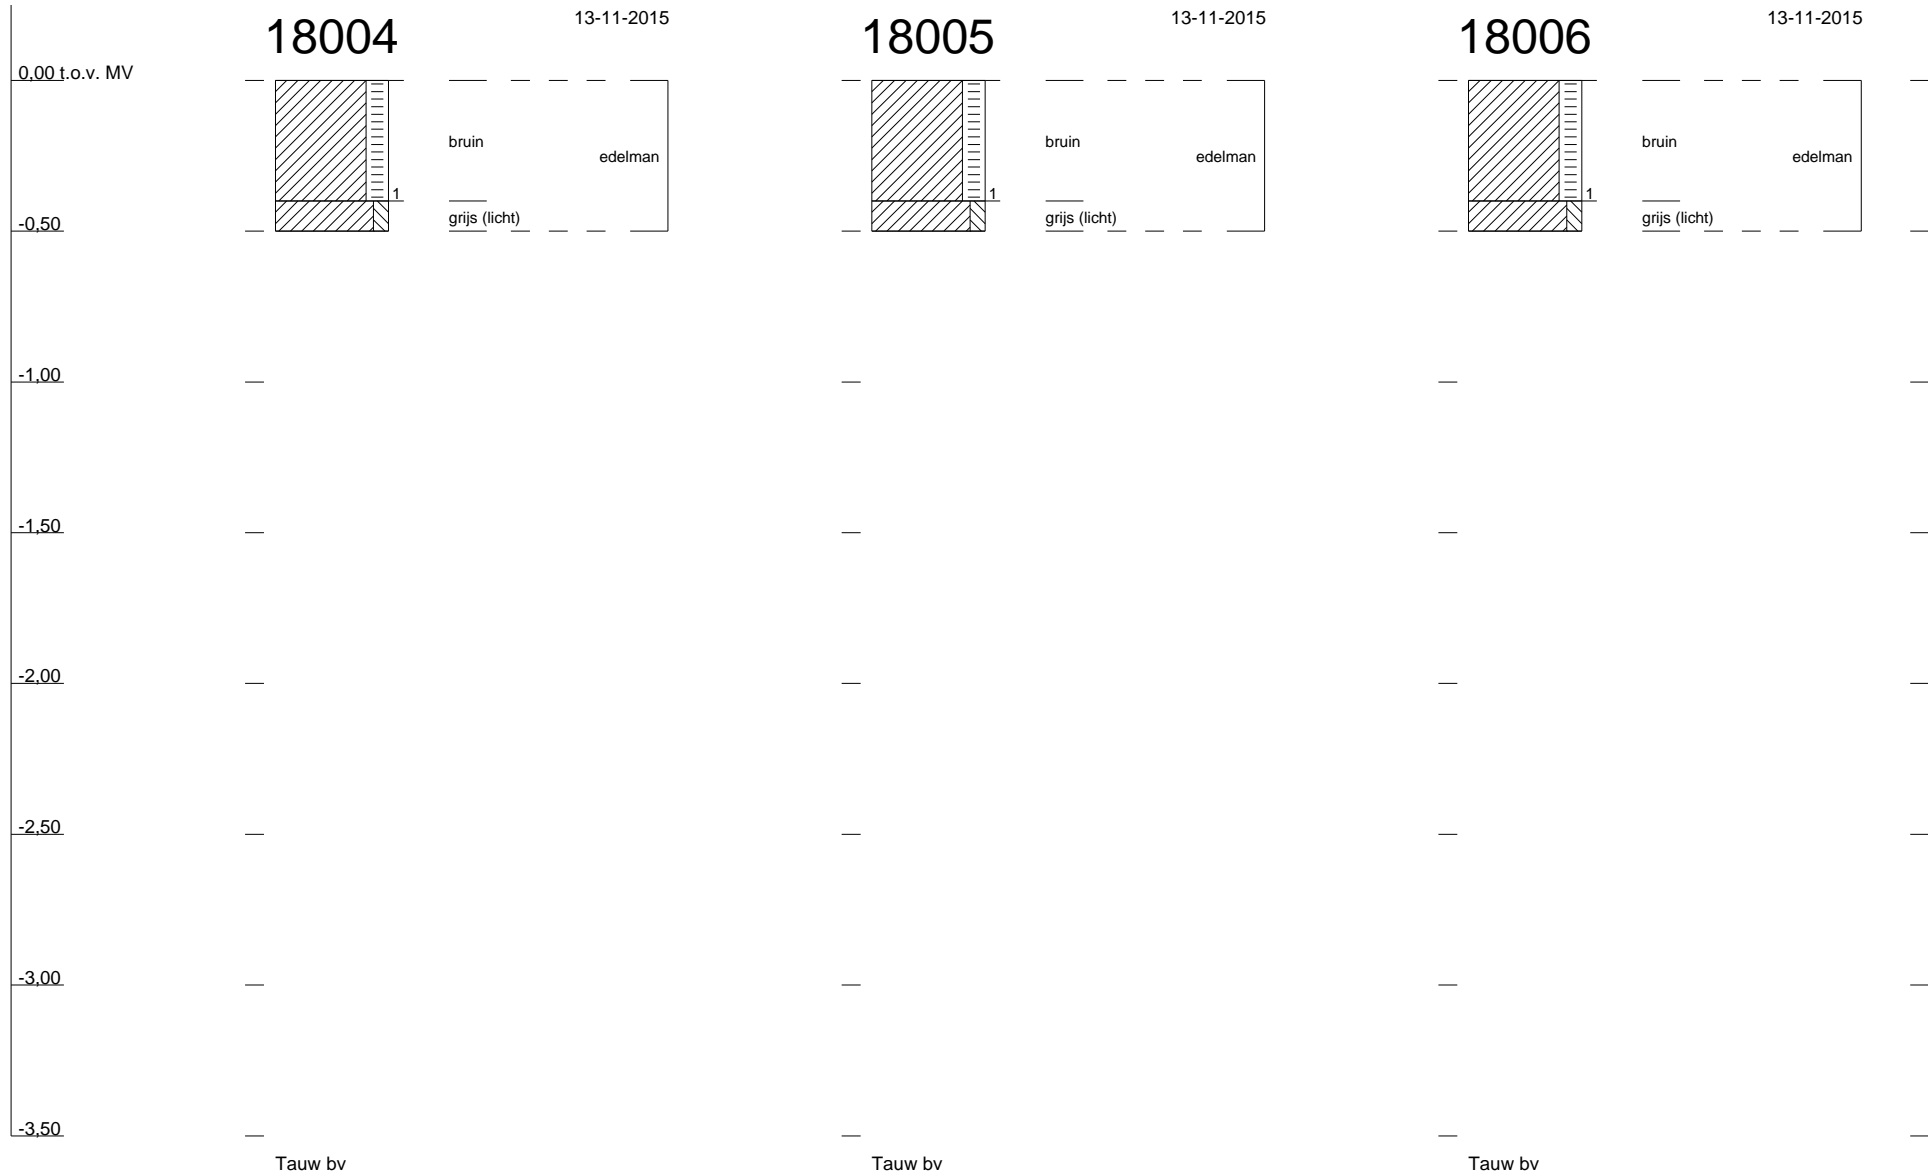 18004 13-11-2015 18005 13-11-2015 18006 13-11-2015
0,00 t.o.v. MV
bruin bruin bruin
edelman edelman edelman
1 1 1
grijs (licht) grijs (licht) grijs (licht)
-0,50
-1,00
-1,50
-2,00
-2,50
-3,00
-3,50
Tauw bv Tauw bv Tauw bv